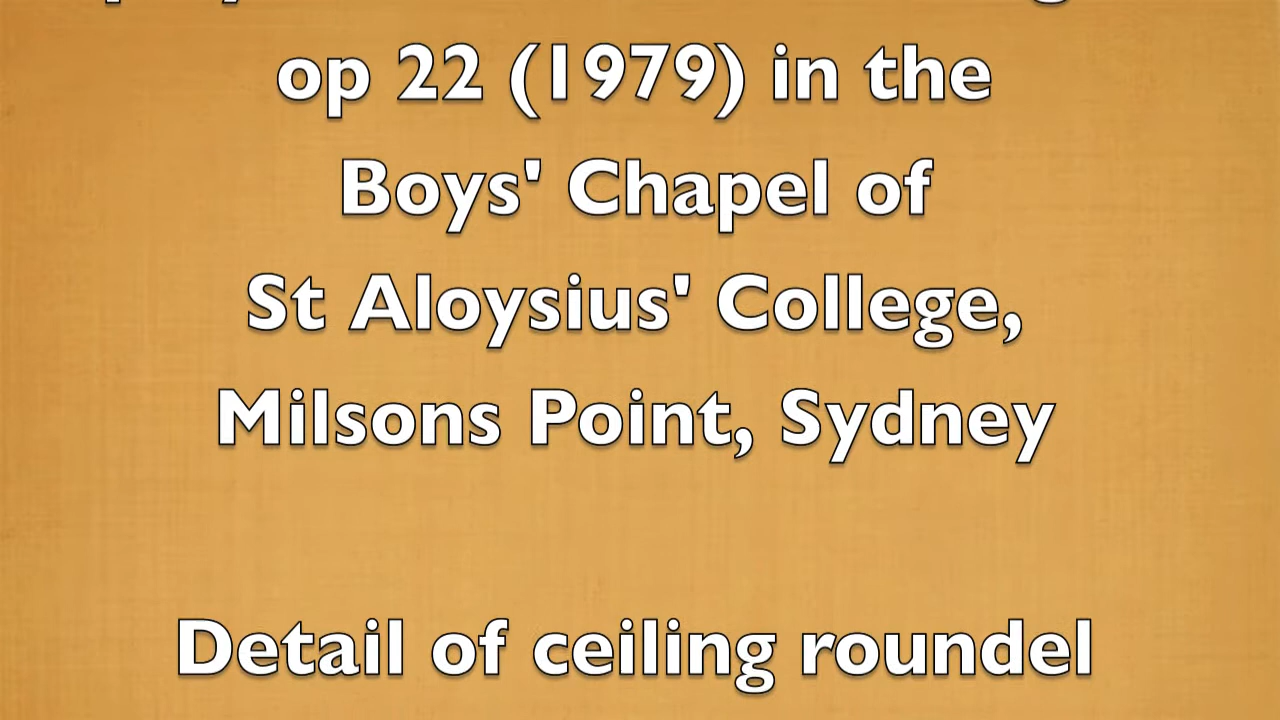 op 22 (1979) in the
Boys' Chapel of
St Aloysius' College,
Milsons Point, Sydney
Detail of ceiling roundel